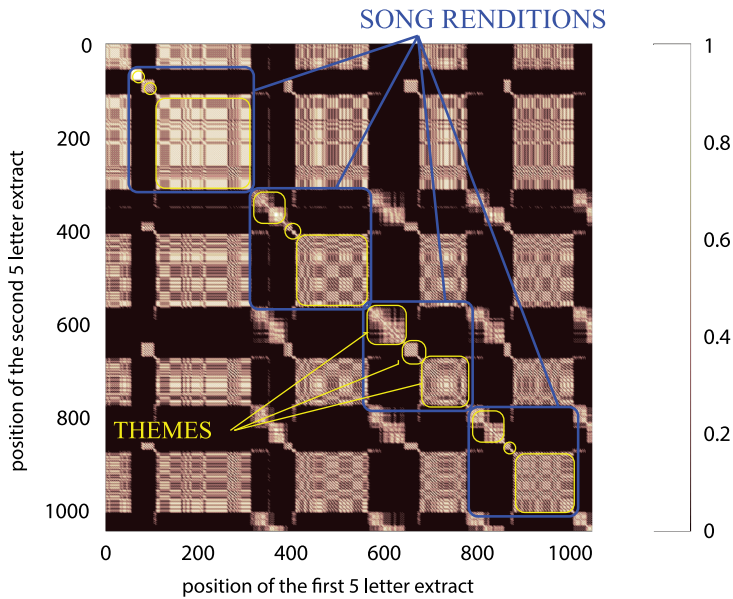 SONG RENDITIONS
0
200
400
600
800
1000
position of the second 5 letter extract
THEMES
0 200 400 600 800 1000
position of the first 5 letter extract
1
0.8
0.6
0.4
0.2
0